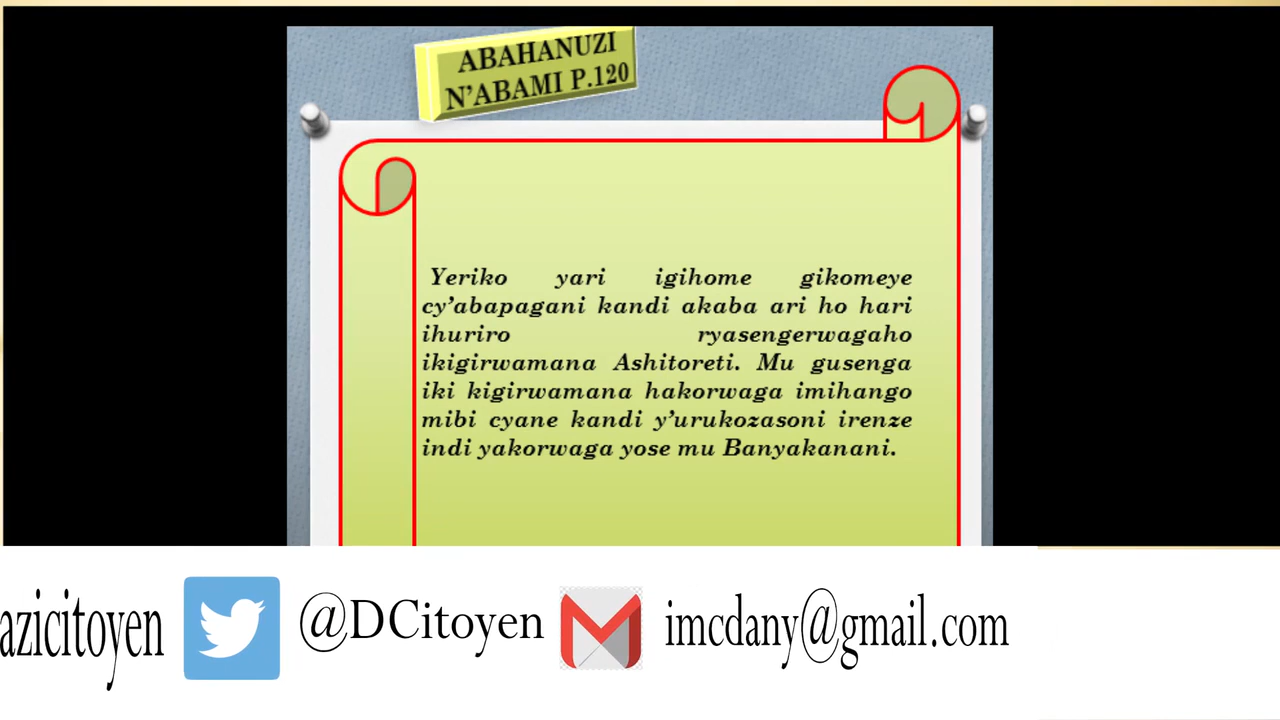 ABAHANUZI
N'ABAMI P.120
Yeriko yari igihome gikomeye
cy'abapagani kandi akaba ari ho hari
ihuriro ryasengerwagaho
ikigirwamana Ashitoreti. Mu gusenga
iki kigirwamana hakorwaga imihango
mibi cyane kandi y'urukozasoni irenze
indi yakorwaga yose mu Banyakanani.
azicitoyen @DCitoyen imcdany@gmail.com